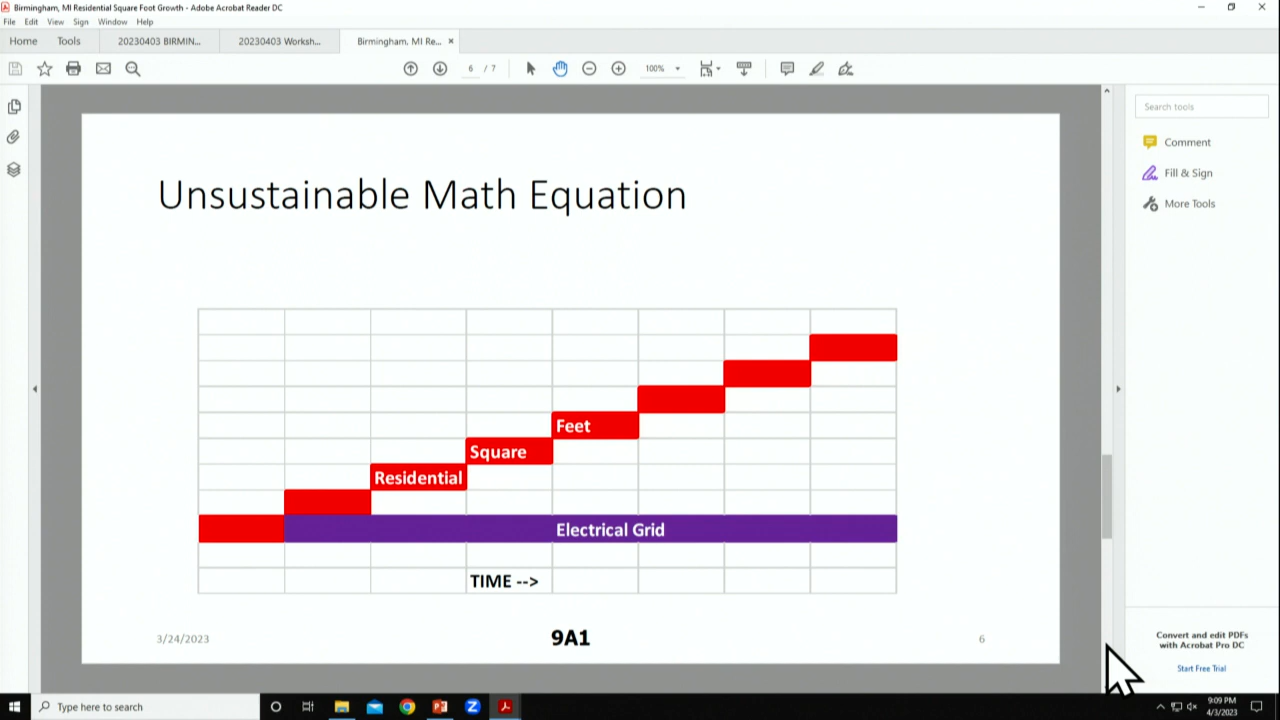 Birmingham, MI Residential Square Foot Growth - Adobe Acrobat Reader DC
File Edit View Sign Window Help
Home Tools 20230403 BIRMIN... 20230403 Worksh... Birmingham, MI Re... ×
6 / 7 100%
Search tools
Comment
Fill & Sign
More Tools
Unsustainable Math Equation
Feet
Square
Residential
Electrical Grid
TIME -->
3/24/2023 9A1 6
Convert and edit PDFs
with Acrobat Pro DC
Start Free Trial
Type here to search
9:09 PM
4/3/2023